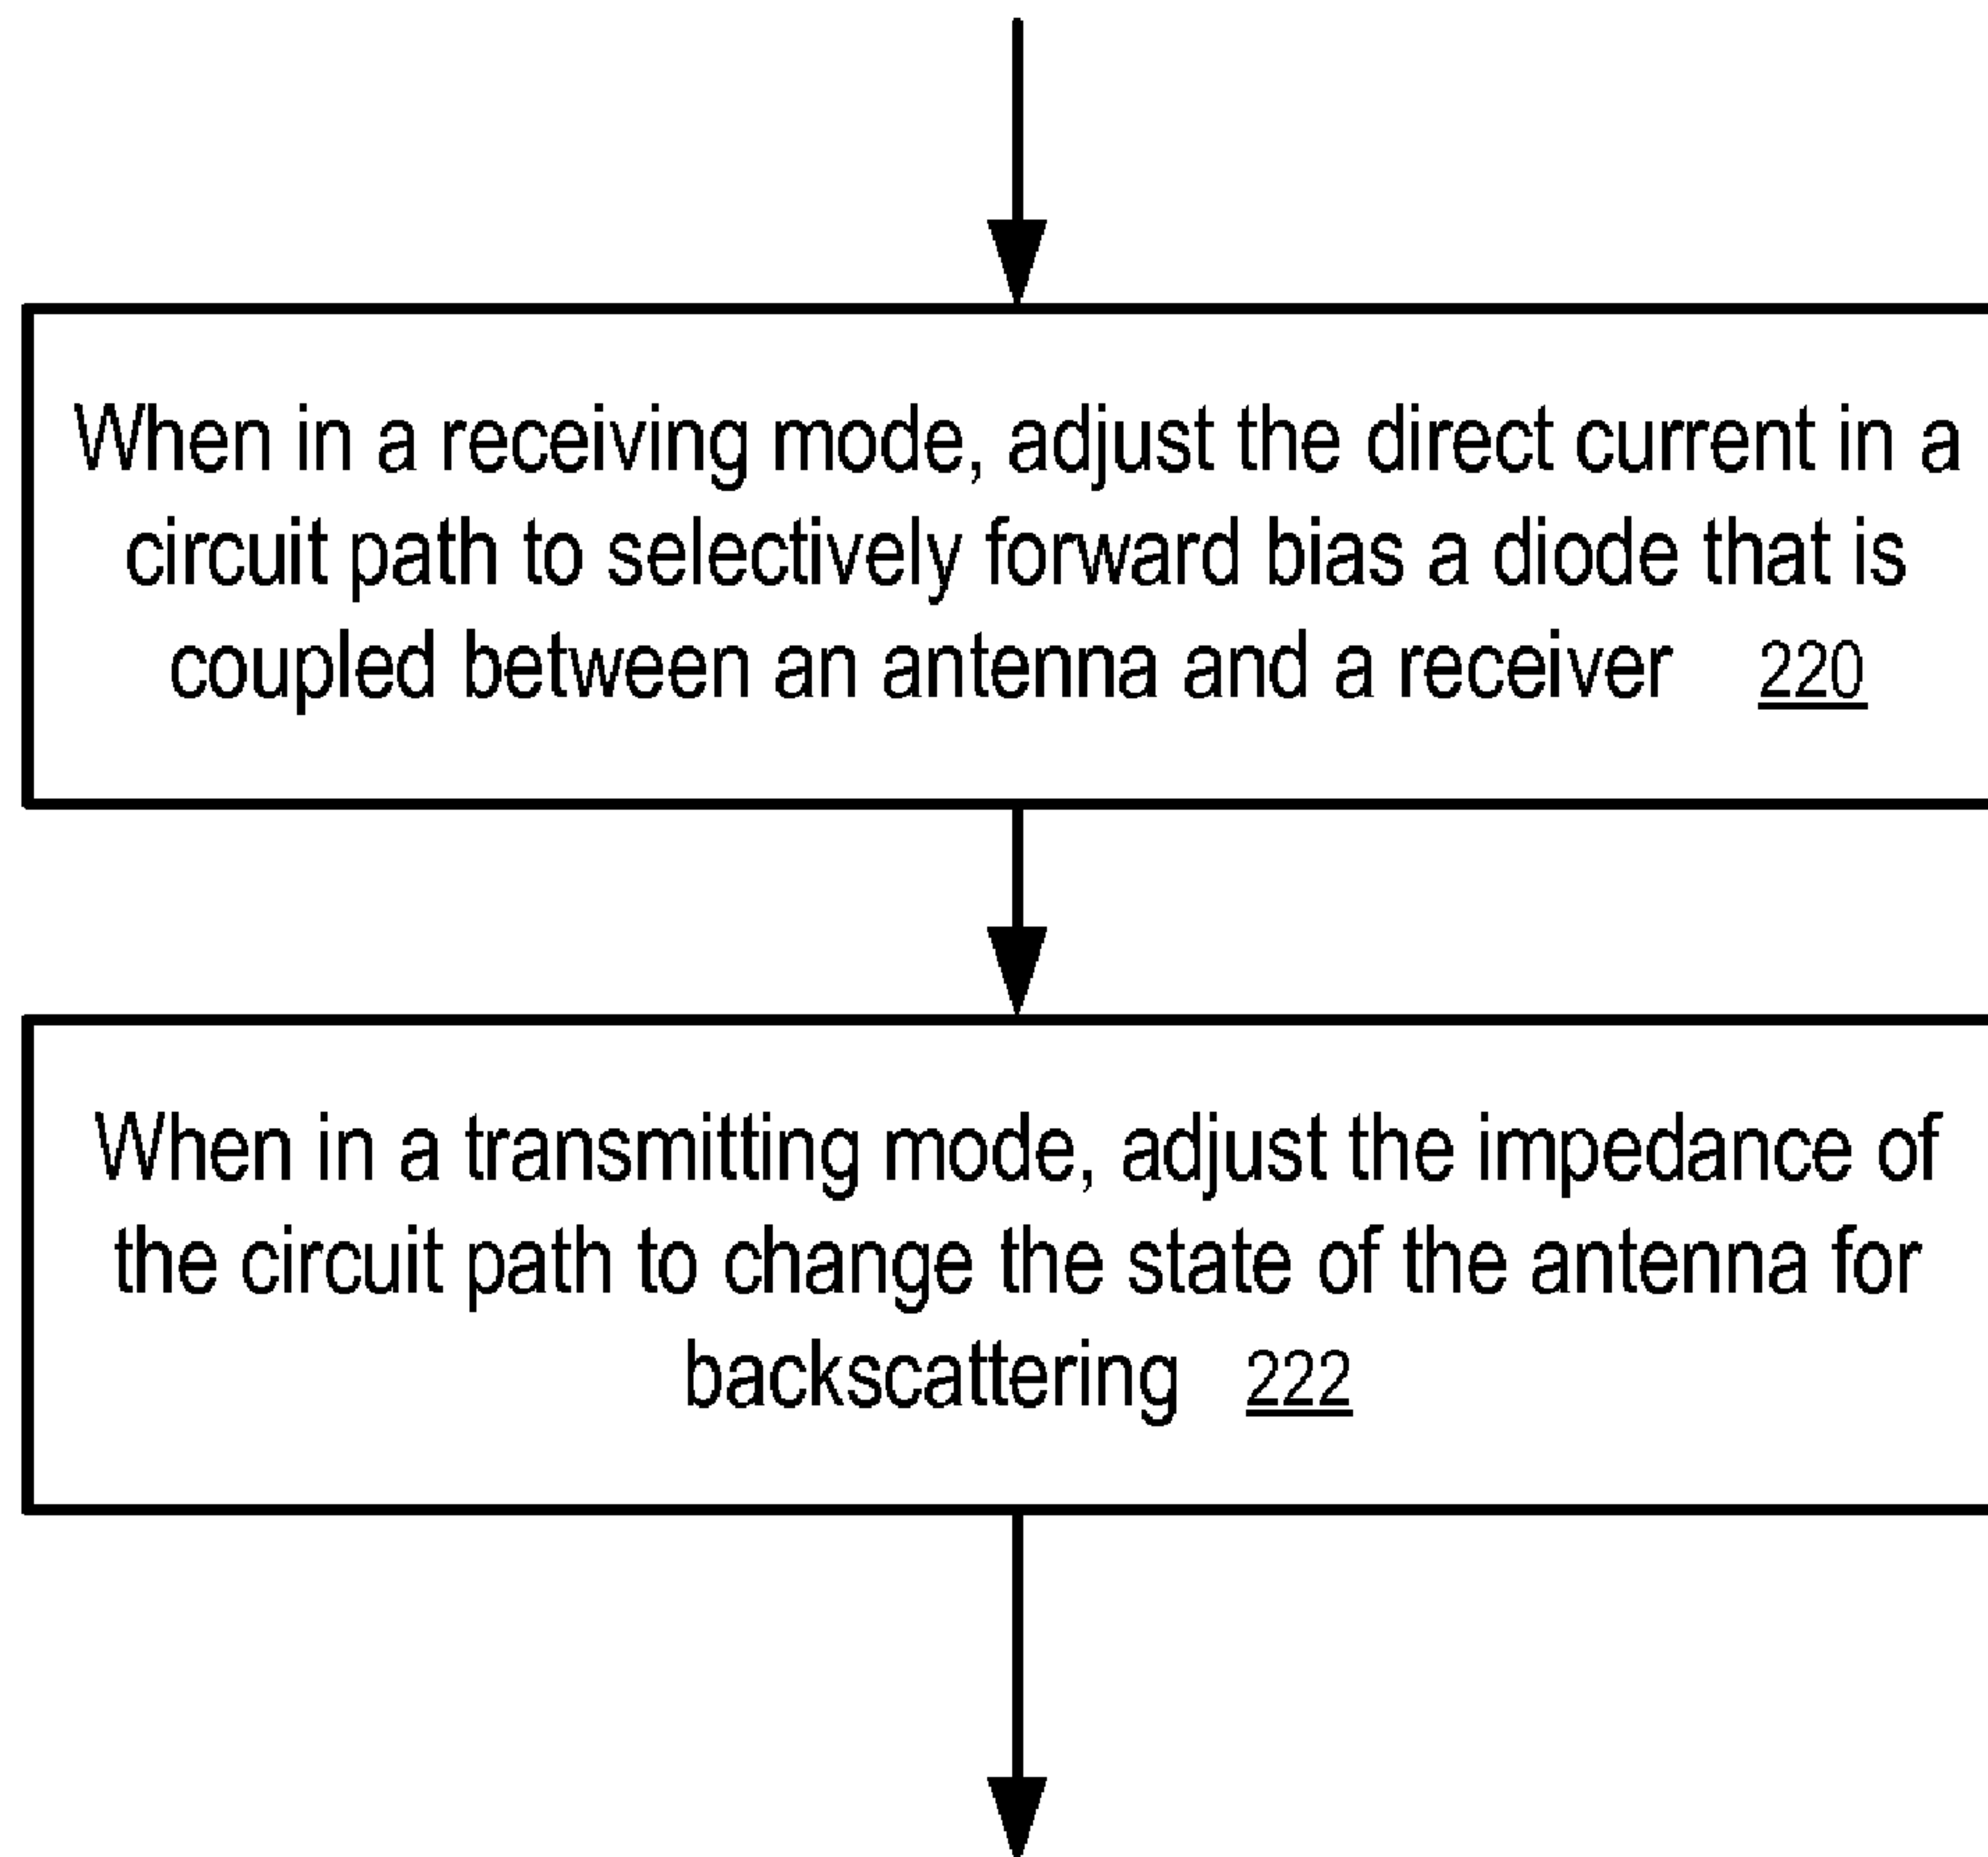 When in a receiving mode, adjust the direct current in a
circuit path to selectively forward bias a diode that is
coupled between an antenna and a receiver 220
When in a transmitting mode, adjust the impedance of
the circuit path to change the state of the antenna for
backscattering 222